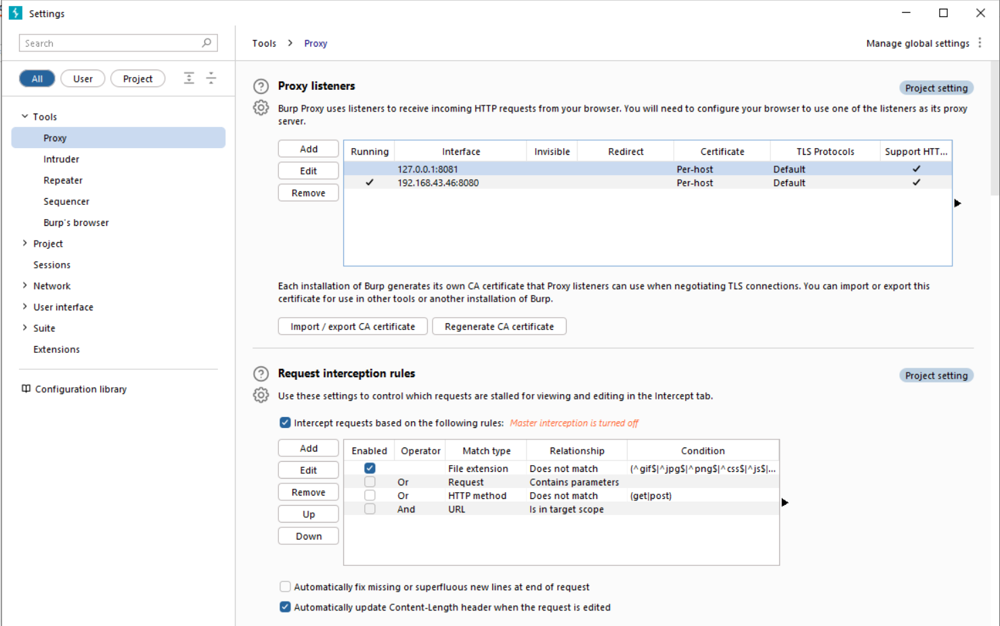 Settings
Search
Tools > Proxy
Manage global settings
All
User
Project
Tools
Proxy
Intruder
Repeater
Sequencer
Burp's browser
Project
Sessions
Network
User interface
Suite
Extensions
Configuration library
Proxy listeners
Project setting
Burp Proxy uses listeners to receive incoming HTTP requests from your browser. You will need to configure your browser to use one of the listeners as its proxy
server.
Add
Edit
Remove
Running Interface Invisible Redirect Certificate TLS Protocols Support HTT...
127.0.0.1:8081 Per-host Default ✓
✓ 192.168.43.46:8080 Per-host Default ✓
Each installation of Burp generates its own CA certificate that Proxy listeners can use when negotiating TLS connections. You can import or export this
certificate for use in other tools or another installation of Burp.
Import / export CA certificate
Regenerate CA certificate
Request interception rules
Project setting
Use these settings to control which requests are stalled for viewing and editing in the Intercept tab.
Intercept requests based on the following rules: Master interception is turned off
Add
Edit
Remove
Up
Down
Enabled Operator Match type Relationship Condition
File extension Does not match (^gif$|^jpg$|^png$|^css$|^js$|...
Or Request Contains parameters
Or HTTP method Does not match (get|post)
And URL Is in target scope
Automatically fix missing or superfluous new lines at end of request
Automatically update Content-Length header when the request is edited